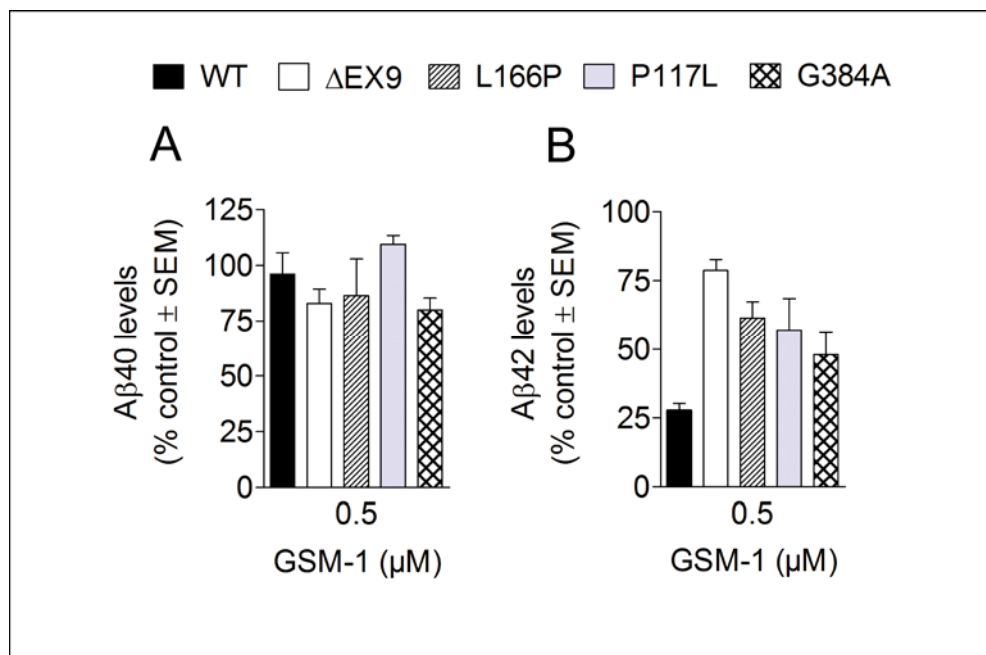 WT ΔEX9 L166P P117L G384A
A
B
Aβ40 levels
(% control ± SEM)
125
100
75
50
25
0
0.5
GSM-1 (µM)
Aβ42 levels
(% control ± SEM)
100
75
50
25
0
0.5
GSM-1 (µM)